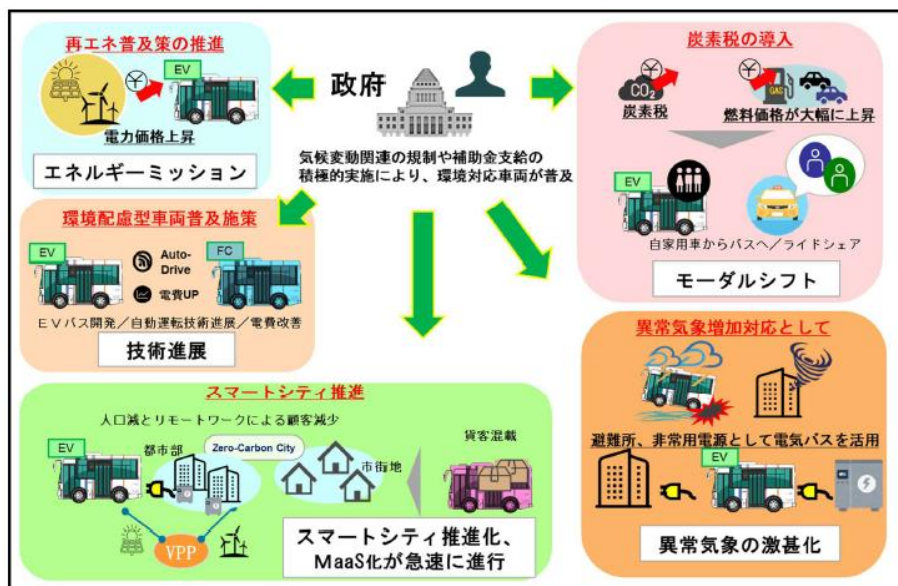 再エネ普及策の推進
EV
電力価格上昇
エネルギーミッション
政府
気候変動関連の規制や補助金支給の
積極的実施により、環境対応車両が普及
炭素税の導入
CO₂
炭素税
GAS
燃料価格が大幅に上昇
EV
自家用車からバスへ／ライドシェア
モーダルシフト
環境配慮型車両普及施策
EV
Auto-
Drive
電費UP
FC
ＥＶバス開発／自動運転技術進展／電費改善
技術進展
スマートシティ推進
人口減とリモートワークによる顧客減少
EV
都市部
Zero-Carbon City
市街地
貨客混載
VPP
スマートシティ推進化、
MaaS化が急速に進行
異常気象増加対応として
避難所、非常用電源として電気バスを活用
EV
異常気象の激甚化